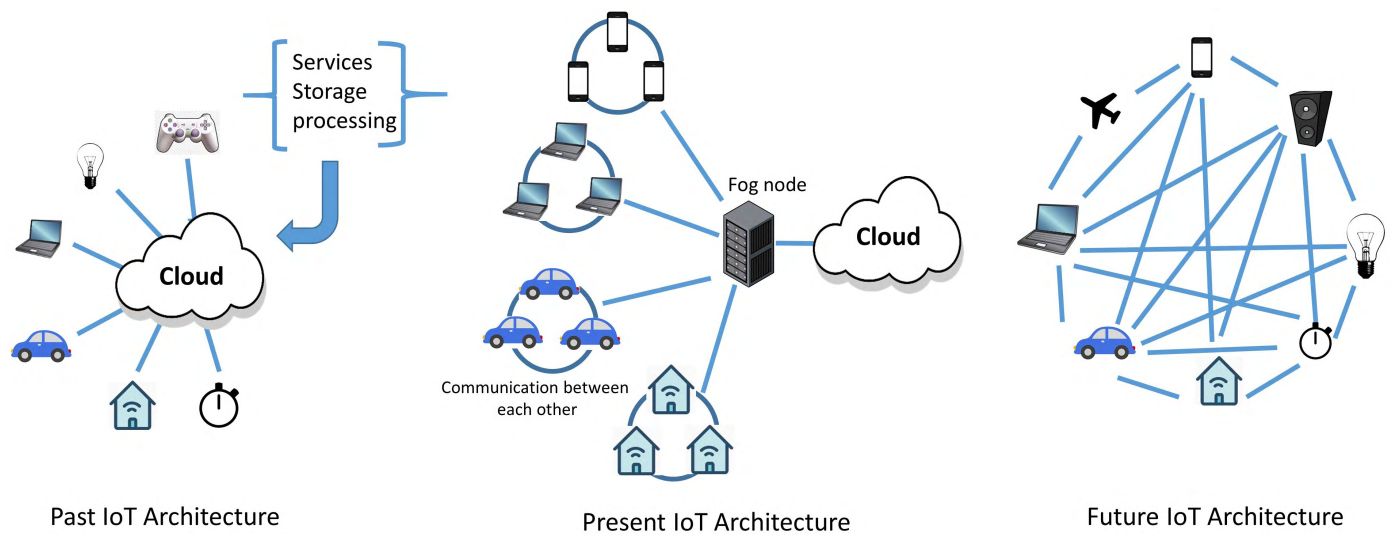 Services
Storage
processing
Cloud
Past IoT Architecture
Fog node
Cloud
Communication between
each other
Present IoT Architecture
Future IoT Architecture